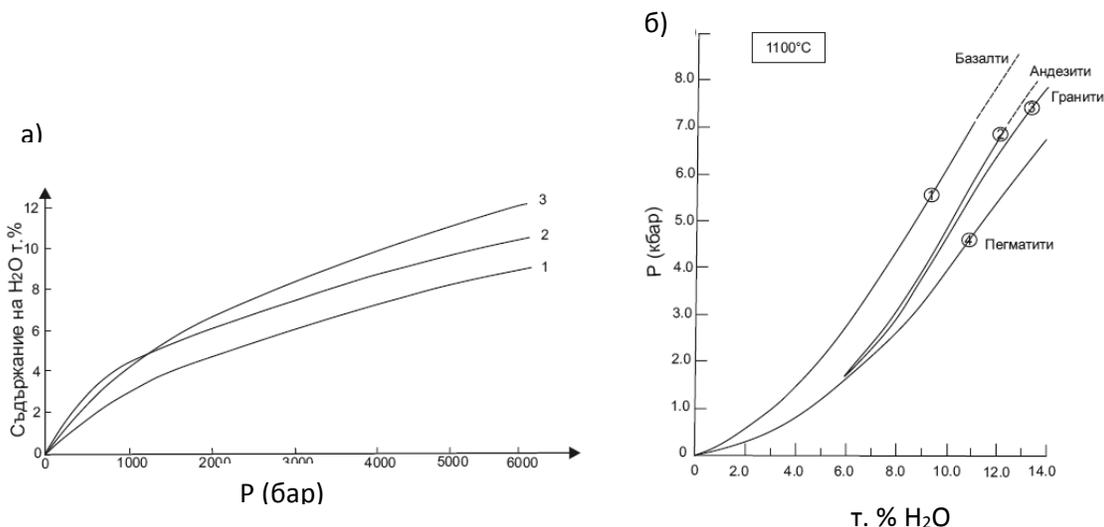 а)
Съдържание на H2O т.%
12
10
8
6
4
2
0
0 1000 2000 3000 4000 5000 6000
3
2
1
P (бар)
б)
1100°C
Базалти
Андезити
Гранити
Пегматити
1
2
3
4
P (кбар)
8.0
7.0
6.0
5.0
4.0
3.0
2.0
1.0
0
0 2.0 4.0 6.0 8.0 10.0 12.0 14.0
т. % H₂O